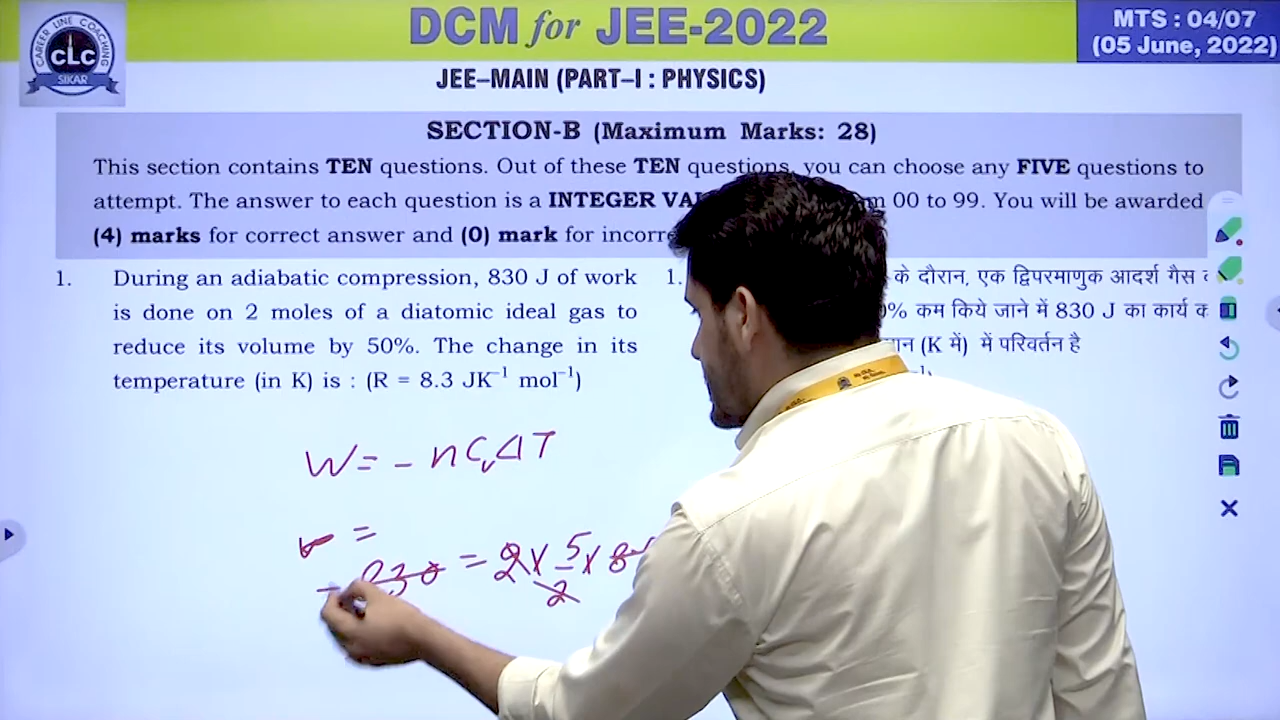 CAREER LINE COACHING
CLC
SIKAR
DCM for JEE-2022
MTS : 04/07
(05 June, 2022)
JEE–MAIN (PART–I : PHYSICS)
SECTION-B (Maximum Marks: 28)
This section contains TEN questions. Out of these TEN questions, you can choose any FIVE questions to
attempt. The answer to each question is a INTEGER 00 to 99. You will be awarded
(4) marks for correct answer and (0) mark for
1. During an adiabatic compression, 830 J of work
is done on 2 moles of a diatomic ideal gas to
reduce its volume by 50%. The change in its
temperature (in K) is : (R = 8.3 JK⁻¹ mol⁻¹)
1. के दौरान, एक द्विपरमाणुक आदर्श गैस
% कम किये जाने में 830 J का कार्य
(K में) में परिवर्तन है
W = - nCᵥΔT
=
- 830 = 2 × 5/2 ×